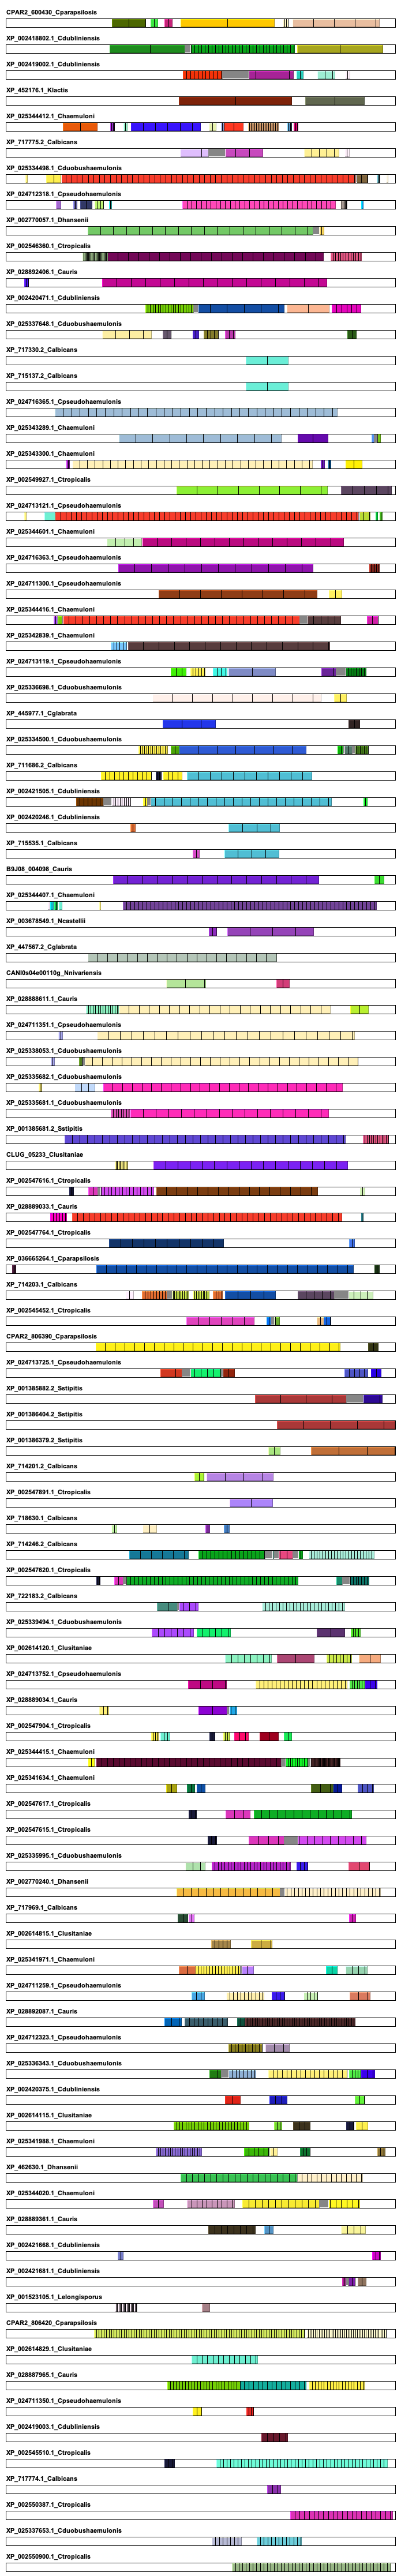 CPAR2_600430_Cparapsilosis
XP_002418802.1_Cdubliniensis
XP_002419002.1_Cdubliniensis
XP_452176.1_Klactis
XP_025344412.1_Chaemuloni
XP_717775.2_Calbicans
XP_025334498.1_Cduobushaemulonis
XP_024712318.1_Cpseudohaemulonis
XP_002770057.1_Dhansenii
XP_002546360.1_Ctropicalis
XP_028892406.1_Cauris
XP_002420471.1_Cdubliniensis
XP_025337648.1_Cduobushaemulonis
XP_717330.2_Calbicans
XP_715137.2_Calbicans
XP_024716365.1_Cpseudohaemulonis
XP_025343289.1_Chaemuloni
XP_025343300.1_Chaemuloni
XP_002549927.1_Ctropicalis
XP_024713121.1_Cpseudohaemulonis
XP_025344601.1_Chaemuloni
XP_024716363.1_Cpseudohaemulonis
XP_024711300.1_Cpseudohaemulonis
XP_025344416.1_Chaemuloni
XP_025342839.1_Chaemuloni
XP_024713119.1_Cpseudohaemulonis
XP_025336698.1_Cduobushaemulonis
XP_445977.1_Cglabrata
XP_025334500.1_Cduobushaemulonis
XP_711686.2_Calbicans
XP_002421505.1_Cdubliniensis
XP_002420246.1_Cdubliniensis
XP_715535.1_Calbicans
B9J08_004098_Cauris
XP_025344407.1_Chaemuloni
XP_003678549.1_Ncastellii
XP_447567.2_Cglabrata
CANI0s04e00110g_Nnivariensis
XP_028888611.1_Cauris
XP_024711351.1_Cpseudohaemulonis
XP_025338053.1_Cduobushaemulonis
XP_025335682.1_Cduobushaemulonis
XP_025335681.1_Cduobushaemulonis
XP_001385681.2_Sstipitis
CLUG_05233_Clusitaniae
XP_002547616.1_Ctropicalis
XP_028889033.1_Cauris
XP_002547764.1_Ctropicalis
XP_036665264.1_Cparapsilosis
XP_714203.1_Calbicans
XP_002545452.1_Ctropicalis
CPAR2_806390_Cparapsilosis
XP_024713725.1_Cpseudohaemulonis
XP_001385882.2_Sstipitis
XP_001386404.2_Sstipitis
XP_001386379.2_Sstipitis
XP_714201.2_Calbicans
XP_002547891.1_Ctropicalis
XP_718630.1_Calbicans
XP_714246.2_Calbicans
XP_002547620.1_Ctropicalis
XP_722183.2_Calbicans
XP_025339494.1_Cduobushaemulonis
XP_002614120.1_Clusitaniae
XP_024713752.1_Cpseudohaemulonis
XP_028889034.1_Cauris
XP_002547904.1_Ctropicalis
XP_025344415.1_Chaemuloni
XP_025341634.1_Chaemuloni
XP_002547617.1_Ctropicalis
XP_002547615.1_Ctropicalis
XP_025335995.1_Cduobushaemulonis
XP_002770240.1_Dhansenii
XP_717969.1_Calbicans
XP_002614815.1_Clusitaniae
XP_025341971.1_Chaemuloni
XP_024711259.1_Cpseudohaemulonis
XP_028892087.1_Cauris
XP_024712323.1_Cpseudohaemulonis
XP_025336343.1_Cduobushaemulonis
XP_002420375.1_Cdubliniensis
XP_002614115.1_Clusitaniae
XP_025341988.1_Chaemuloni
XP_462630.1_Dhansenii
XP_025344020.1_Chaemuloni
XP_028889361.1_Cauris
XP_002421668.1_Cdubliniensis
XP_002421681.1_Cdubliniensis
XP_001523105.1_Lelongisporus
CPAR2_806420_Cparapsilosis
XP_002614829.1_Clusitaniae
XP_028887965.1_Cauris
XP_024711350.1_Cpseudohaemulonis
XP_002419003.1_Cdubliniensis
XP_002545510.1_Ctropicalis
XP_717774.1_Calbicans
XP_002550387.1_Ctropicalis
XP_025337653.1_Cduobushaemulonis
XP_002550900.1_Ctropicalis